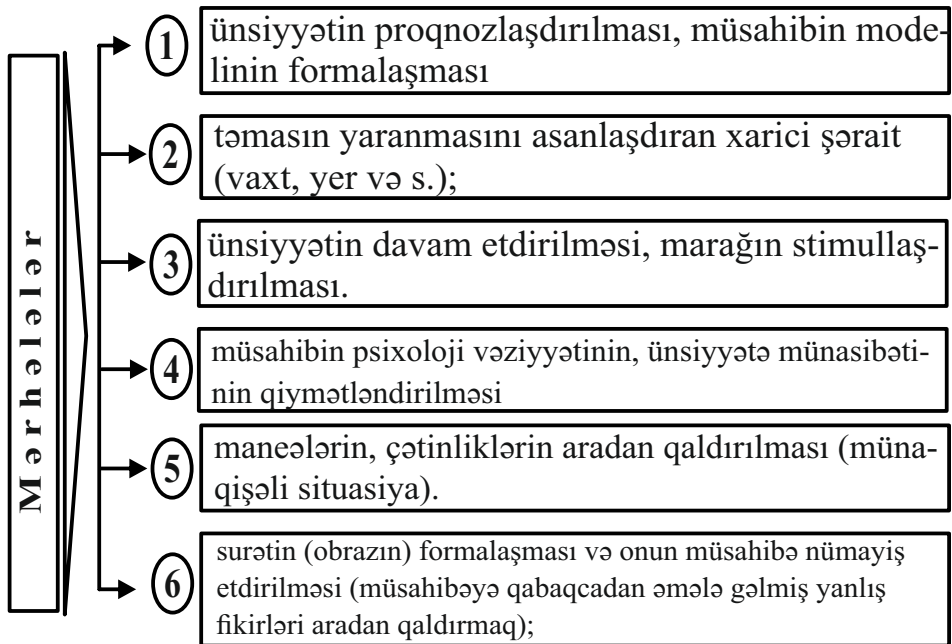 Mərhələlər
1
ünsiyyətin proqnozlaşdırılması, müsahibin mode-
linin formalaşması
2
təmasın yaranmasını asanlaşdıran xarici şərait
(vaxt, yer və s.);
3
ünsiyyətin davam etdirilməsi, marağın stimullaş-
dırılması.
4
müsahibin psixoloji vəziyyətinin, ünsiyyətə münasibəti-
nin qiymətləndirilməsi
5
maneələrin, çətinliklərin aradan qaldırılması (müna-
qişəli situasiya).
6
surətin (obrazın) formalaşması və onun müsahibə nümayiş
etdirilməsi (müsahibəyə qabaqcadan əmələ gəlmiş yanlış
fikirləri aradan qaldırmaq);